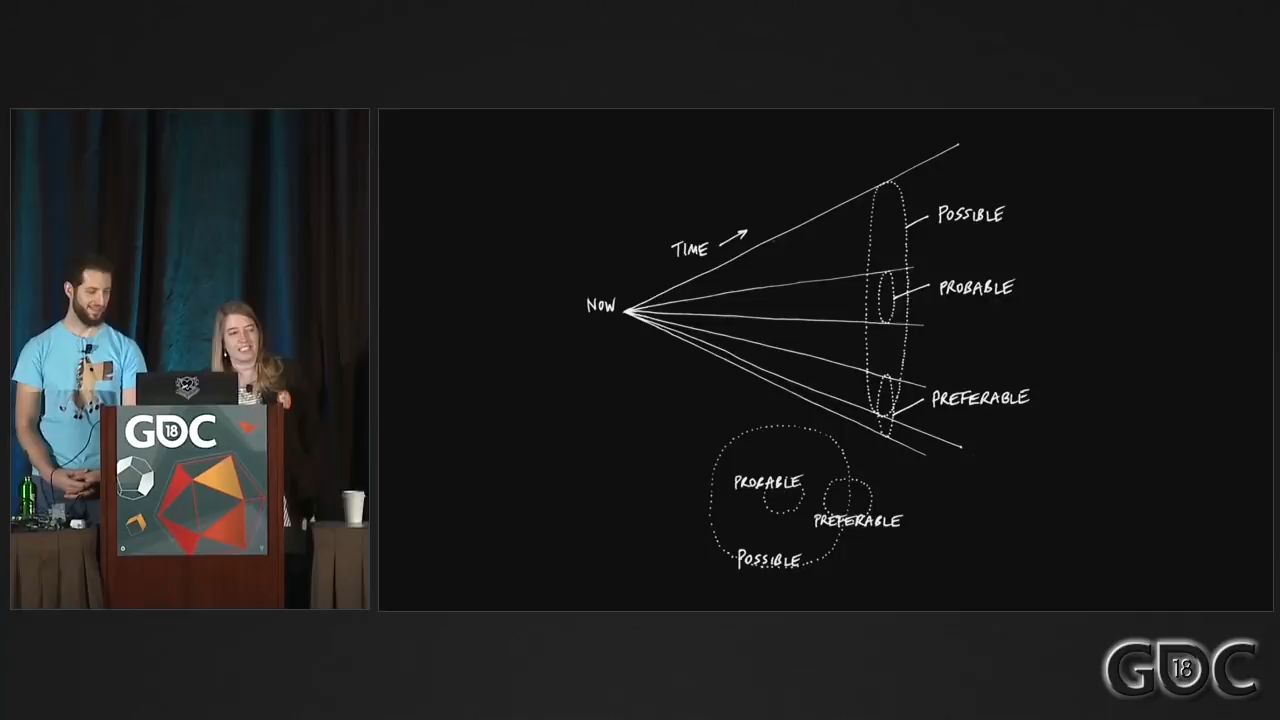 TIME
POSSIBLE
PROBABLE
NOW
PREFERABLE
PROBABLE
PREFERABLE
POSSIBLE
GDC
18
GDC
18